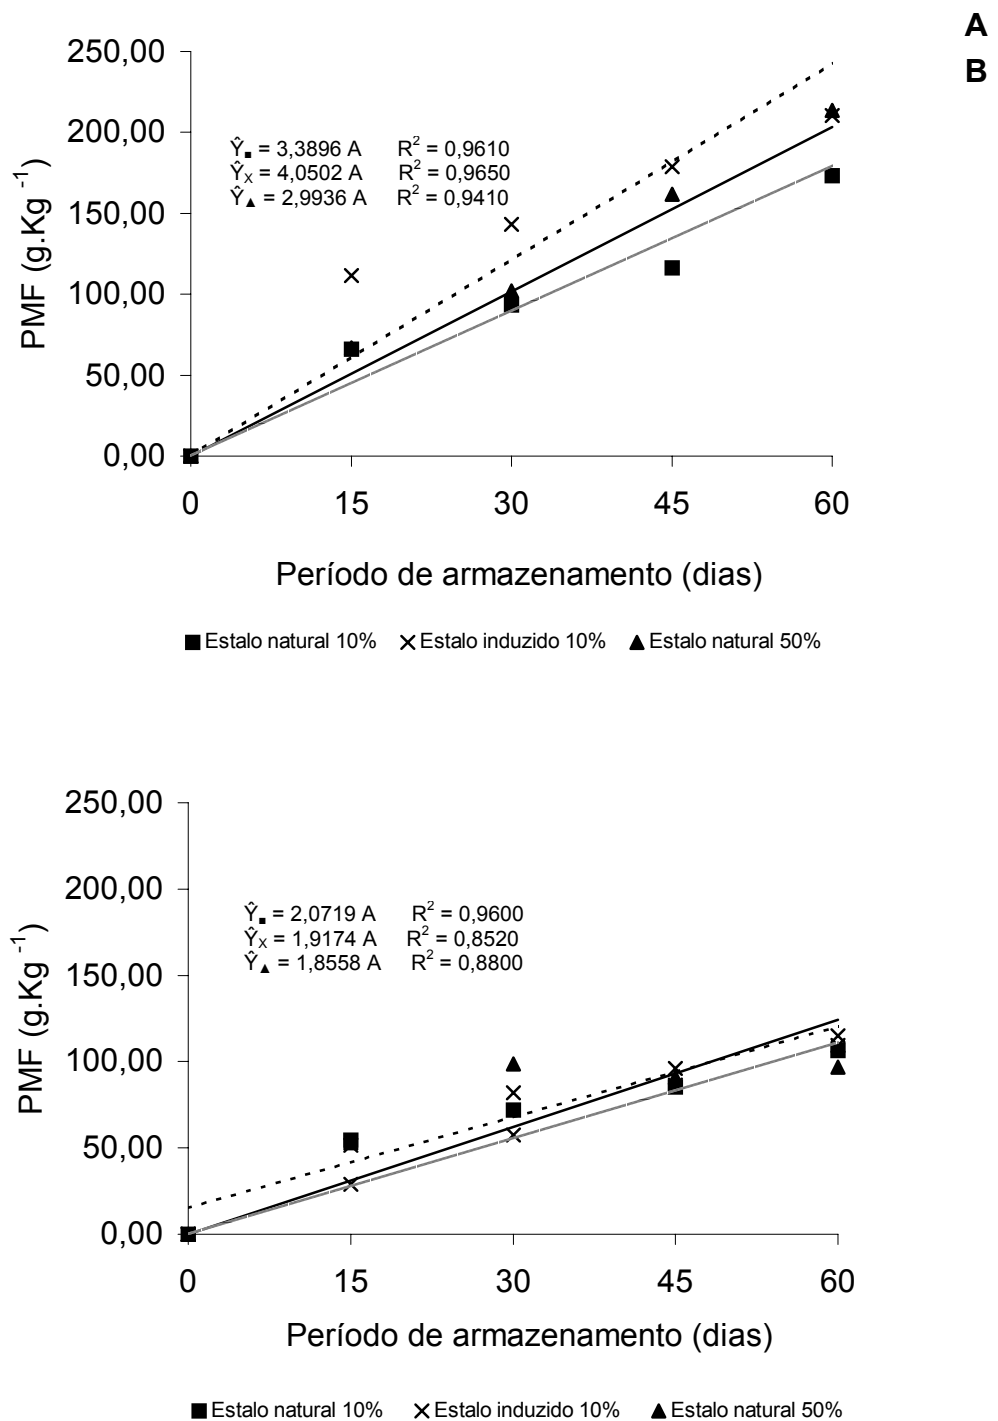 A
B
250,00
200,00
150,00
100,00
50,00
0,00
PMF (g.Kg ⁻¹)
Ŷ■ = 3,3896 A R² = 0,9610
Ŷx = 4,0502 A R² = 0,9650
Ŷ▲ = 2,9936 A R² = 0,9410
0 15 30 45 60
Período de armazenamento (dias)
■ Estalo natural 10% × Estalo induzido 10% ▲ Estalo natural 50%
250,00
200,00
150,00
100,00
50,00
0,00
PMF (g.Kg ⁻¹)
Ŷ■ = 2,0719 A R² = 0,9600
Ŷx = 1,9174 A R² = 0,8520
Ŷ▲ = 1,8558 A R² = 0,8800
0 15 30 45 60
Período de armazenamento (dias)
■ Estalo natural 10% × Estalo induzido 10% ▲ Estalo natural 50%